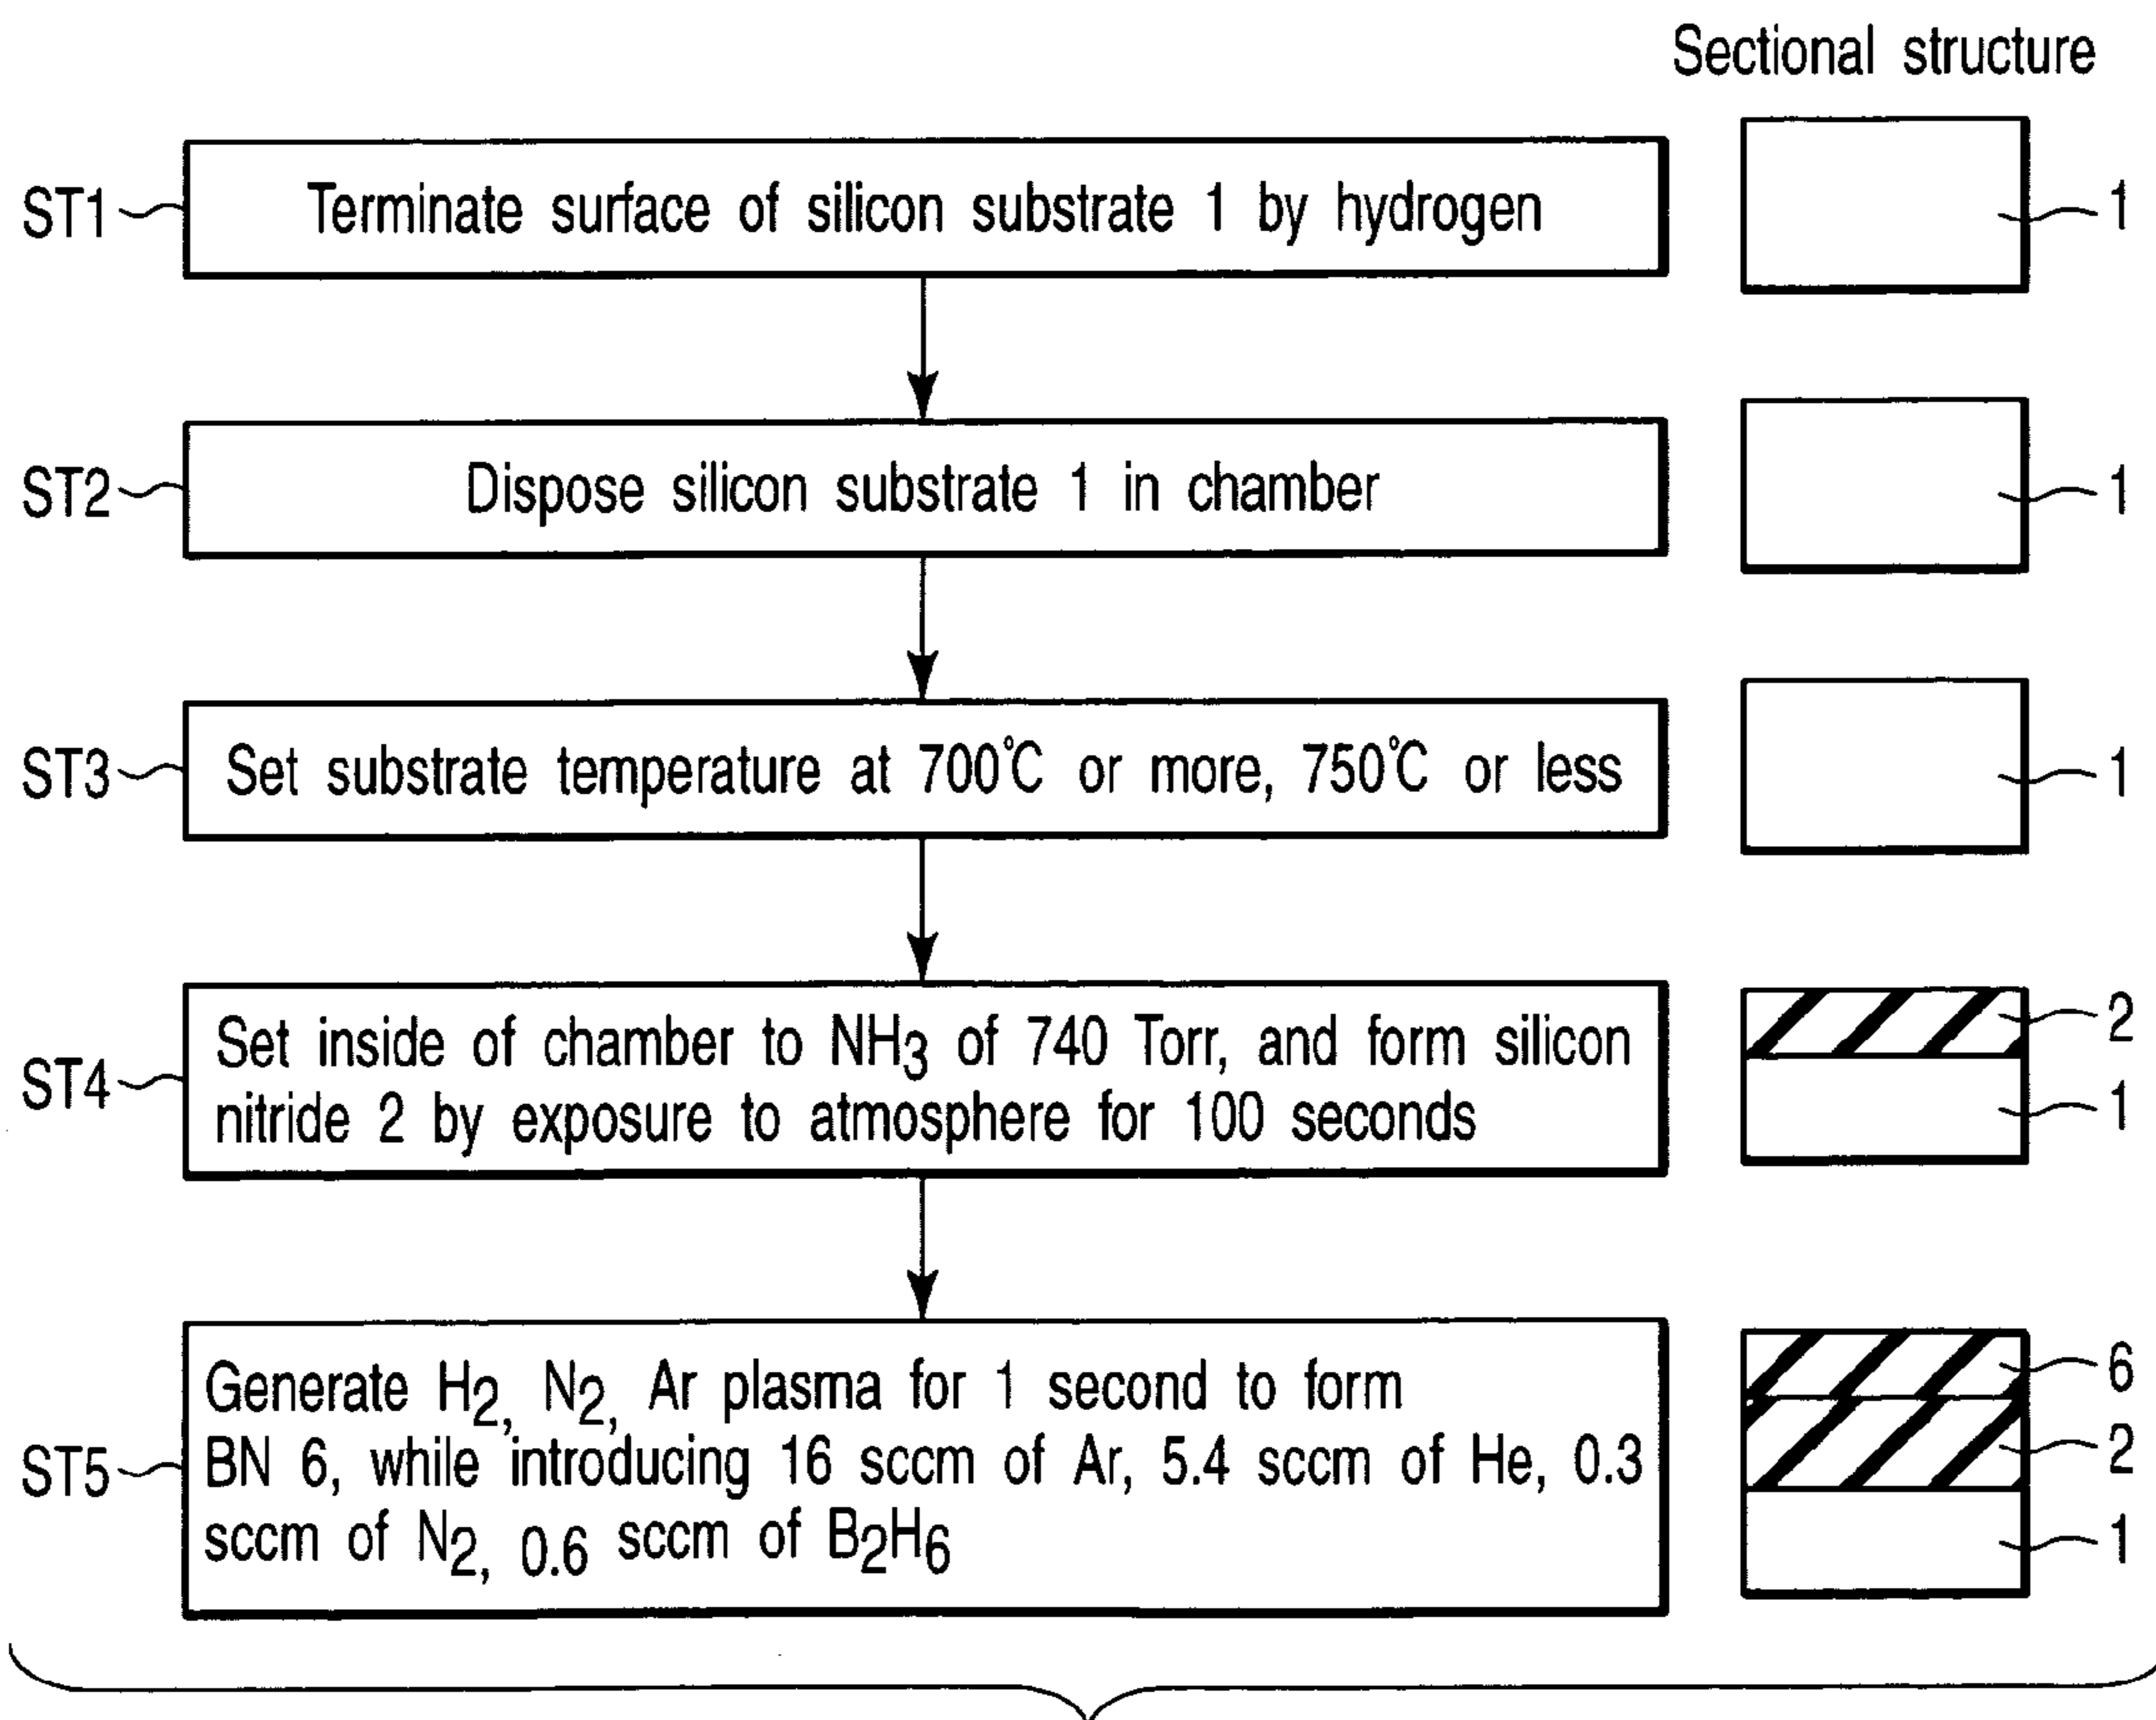 Sectional structure
ST1
Terminate surface of silicon substrate 1 by hydrogen
1
ST2
Dispose silicon substrate 1 in chamber
1
ST3
Set substrate temperature at 700℃ or more, 750℃ or less
1
ST4
Set inside of chamber to NH3 of 740 Torr, and form silicon
nitride 2 by exposure to atmosphere for 100 seconds
2
1
ST5
Generate H2, N2, Ar plasma for 1 second to form
BN 6, while introducing 16 sccm of Ar, 5.4 sccm of He, 0.3
sccm of N2, 0.6 sccm of B2H6
6
2
1